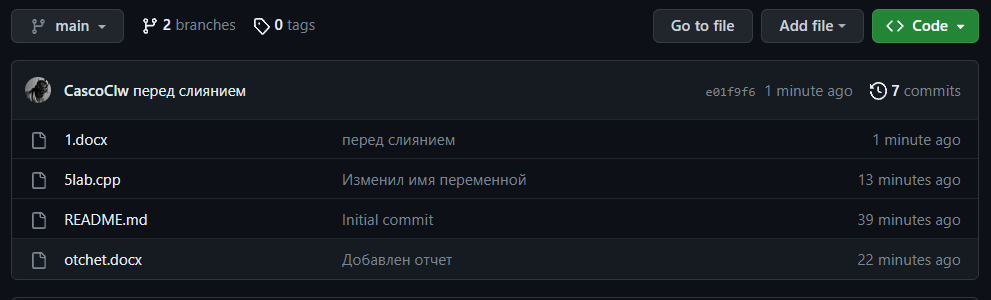 main 2 branches 0 tags Go to file Add file Code
CascoClw перед слиянием e01f9f6 1 minute ago 7 commits
1.docx перед слиянием 1 minute ago
5lab.cpp Изменил имя переменной 13 minutes ago
README.md Initial commit 39 minutes ago
otchet.docx Добавлен отчет 22 minutes ago